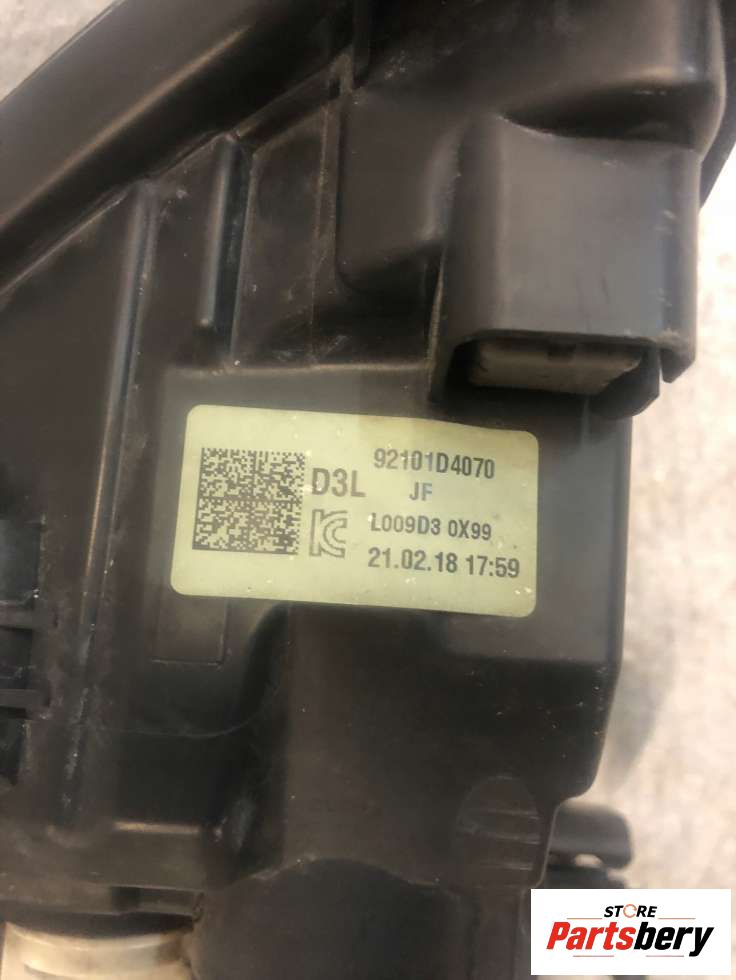 92101D4070
D3L JF
L009D3 0X99
21.02.18 17:59
STORE
Partsbery